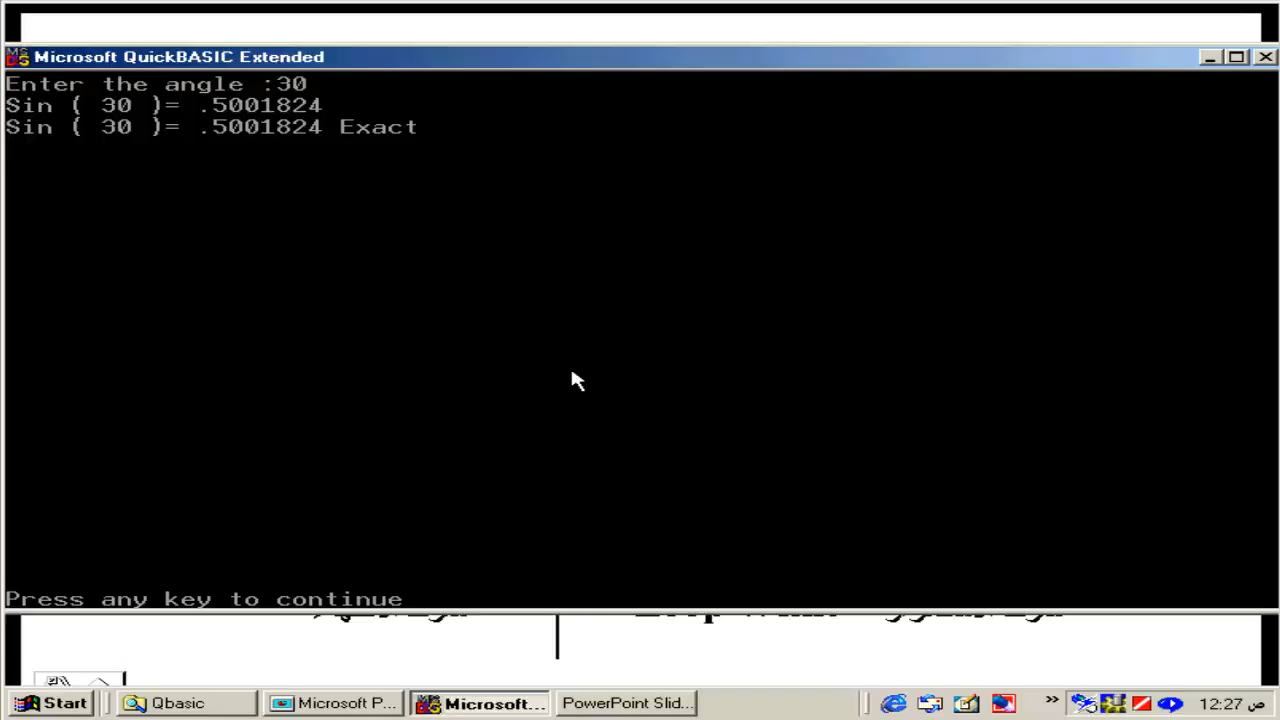 Microsoft QuickBASIC Extended
Enter the angle :30
Sin ( 30 )= .5001824
Sin ( 30 )= .5001824 Exact
Press any key to continue
Start
Qbasic
Microsoft P...
Microsoft...
PowerPoint Slid...
12:27 ص